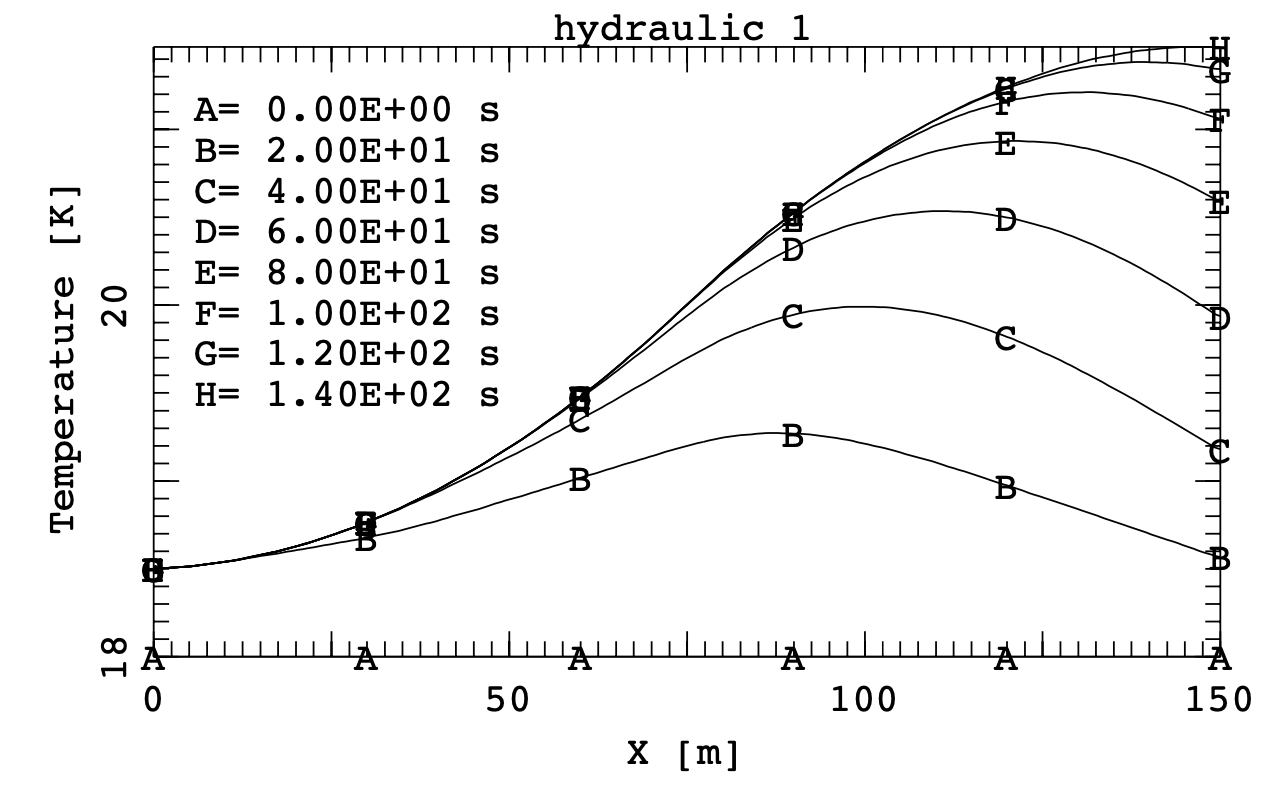 hydraulic 1
A= 0.00E+00 s
B= 2.00E+01 s
C= 4.00E+01 s
D= 6.00E+01 s
E= 8.00E+01 s
F= 1.00E+02 s
G= 1.20E+02 s
H= 1.40E+02 s
Temperature [K]
20
18
H
G
F
E
D
C
B
G
F
E
D
C
B
D
C
B
C
B
B
A A A A A A
0 50 100 150
X [m]